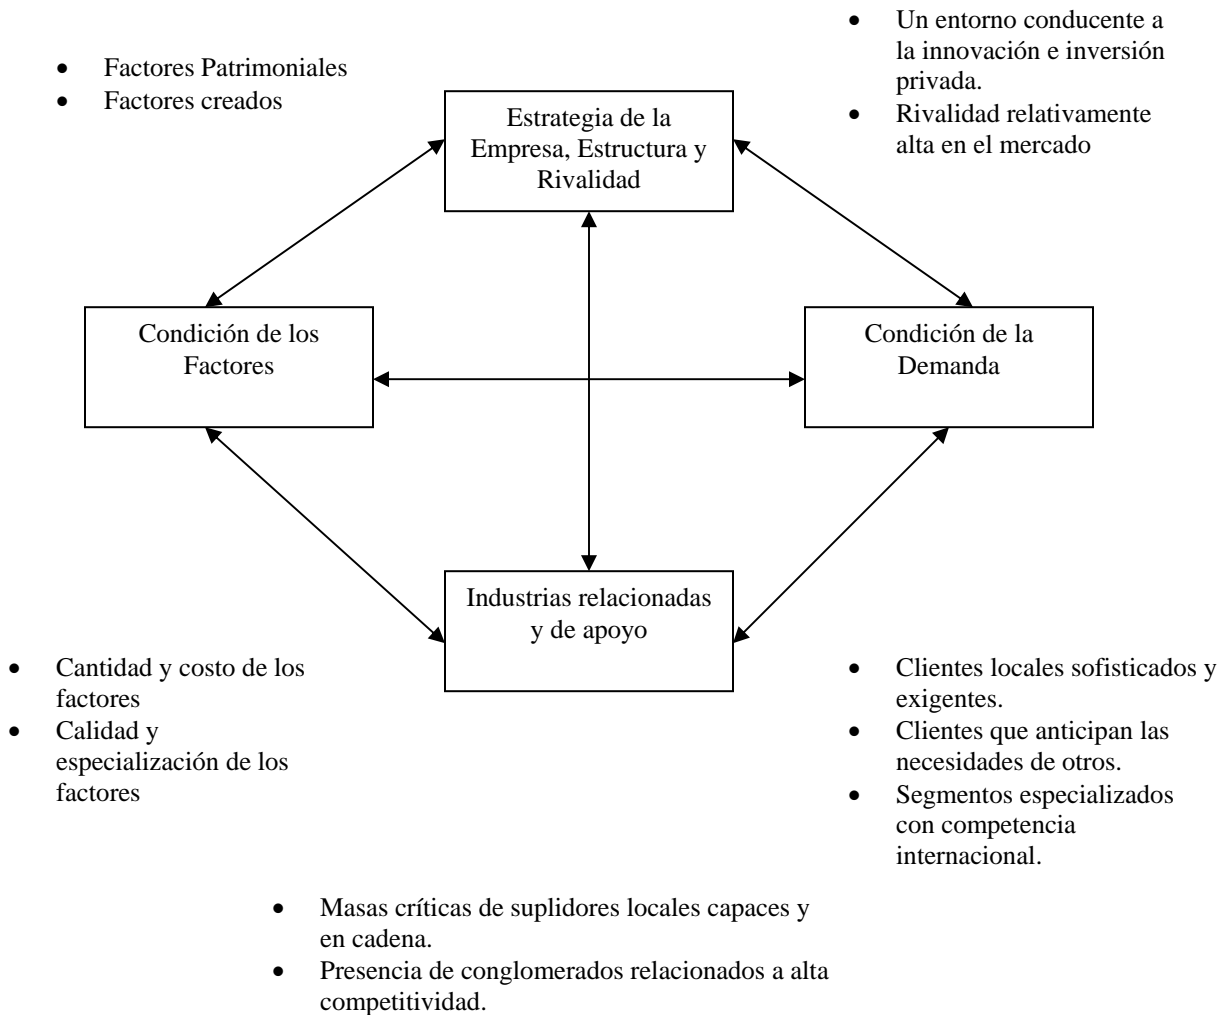 • Factores Patrimoniales
• Factores creados
• Un entorno conducente a
la innovación e inversión
privada.
• Rivalidad relativamente
alta en el mercado
Estrategia de la
Empresa, Estructura y
Rivalidad
Condición de los
Factores
Condición de la
Demanda
Industrias relacionadas
y de apoyo
• Cantidad y costo de los
factores
• Calidad y
especialización de los
factores
• Clientes locales sofisticados y
exigentes.
• Clientes que anticipan las
necesidades de otros.
• Segmentos especializados
con competencia
internacional.
• Masas críticas de suplidores locales capaces y
en cadena.
• Presencia de conglomerados relacionados a alta
competitividad.